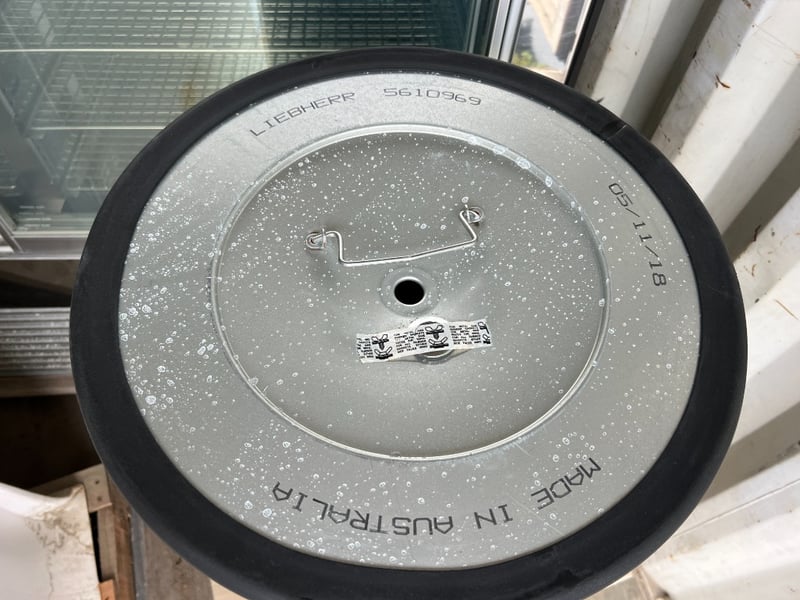 LIEBHERR 5610969
05/11/18
MADE IN AUSTRALIA